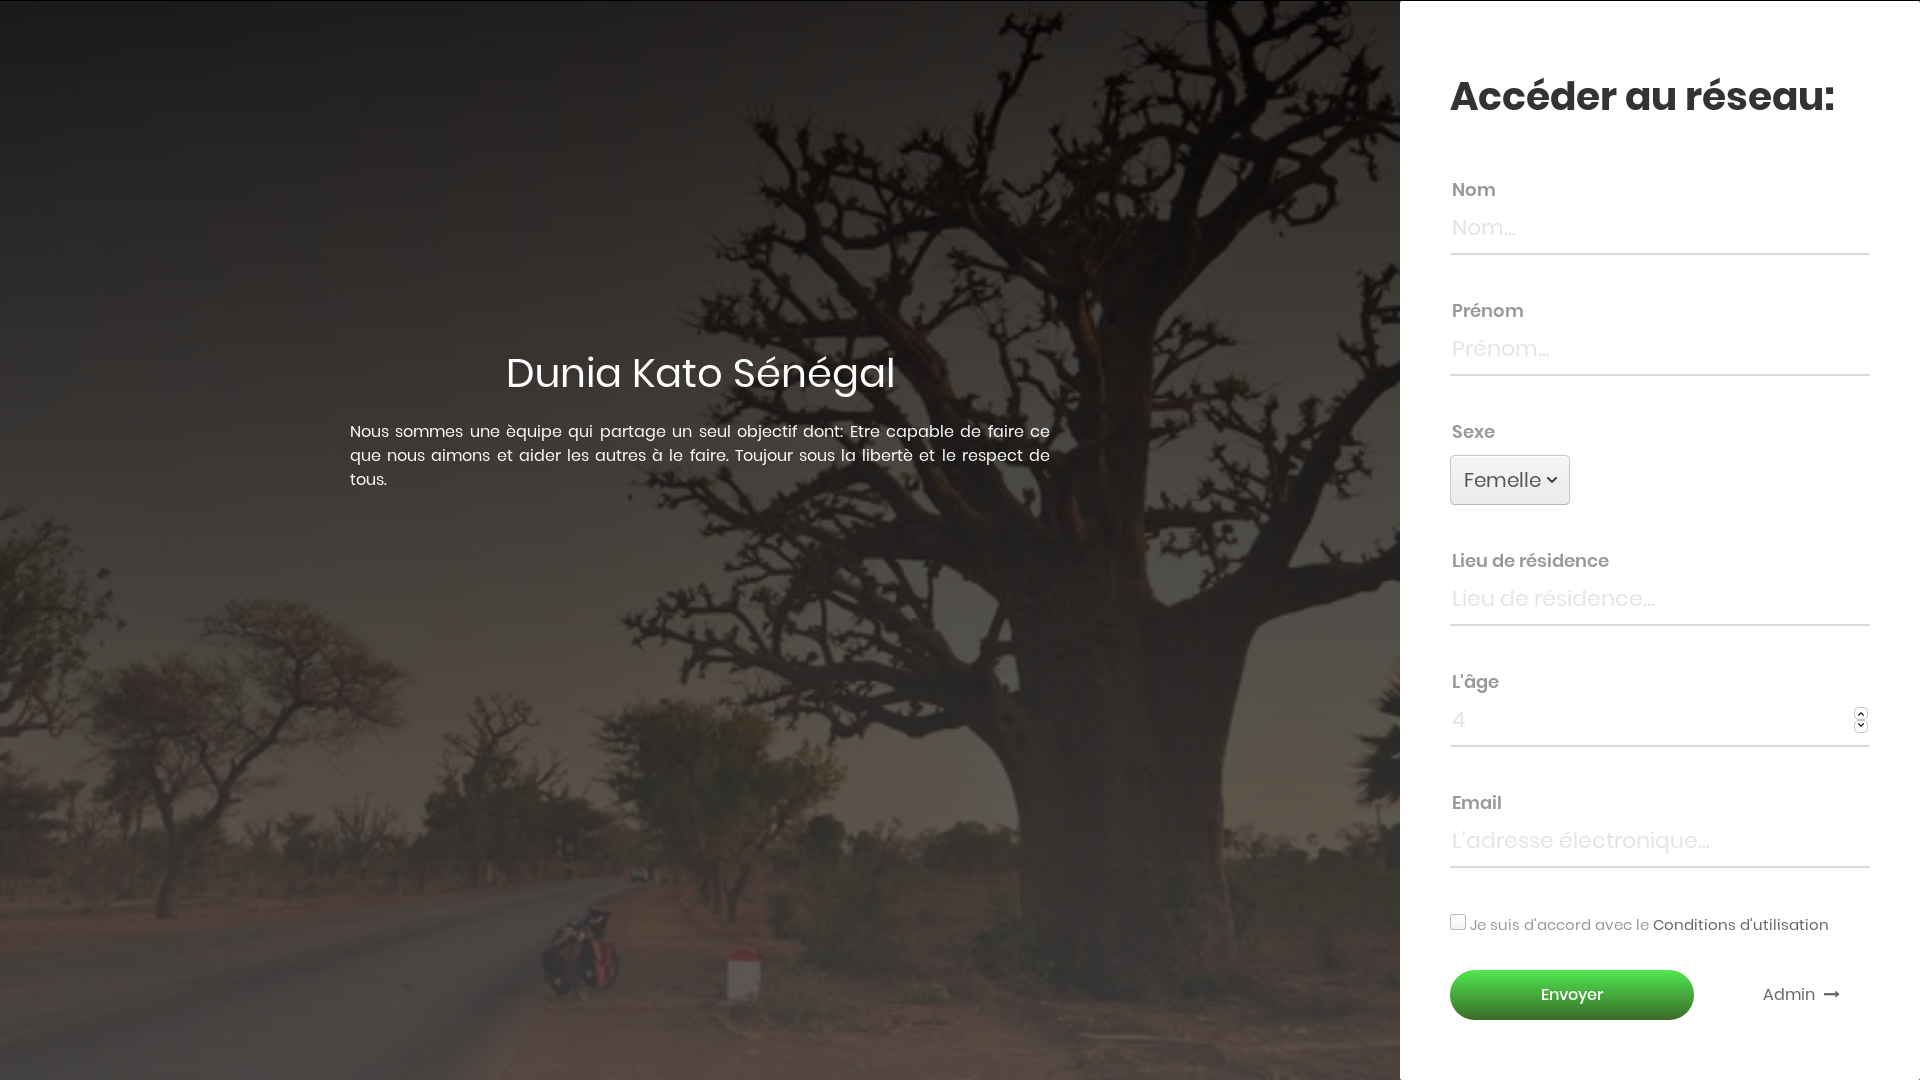 Dunia Kato Sénégal
Nous sommes une èquipe qui partage un seul objectif dont: Etre capable de faire ce
que nous aimons et aider les autres à le faire. Toujour sous la libertè et le respect de
tous.
Accéder au réseau:
Nom
Nom...
Prénom
Prénom...
Sexe
Femelle
Lieu de résidence
Lieu de résidence...
L'âge
4
Email
L'adresse électronique...
Je suis d'accord avec le Conditions d'utilisation
Envoyer
Admin →